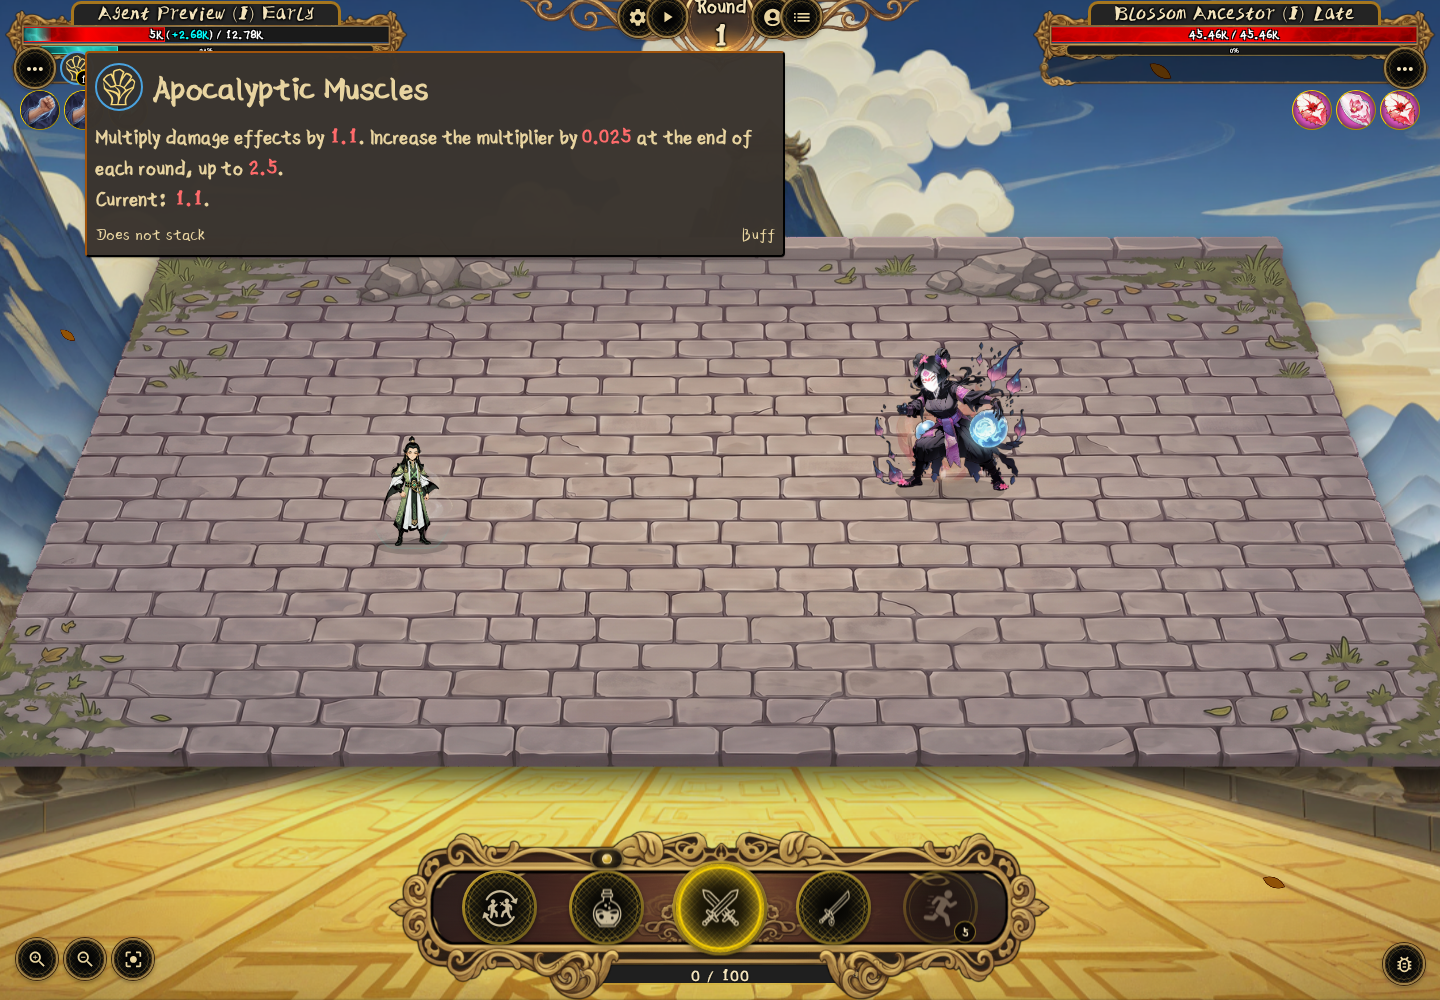 Agent Preview (I) Early
5K (+2.68K) / 12.78K
Round
1
Blossom Ancestor (I) Late
45.46K / 45.46K
0%
Apocalyptic Muscles
Multiply damage effects by 1.1. Increase the multiplier by 0.025 at the end of
each round, up to 2.5.
Current: 1.1.
Does not stack
Buff
5
0 / 100